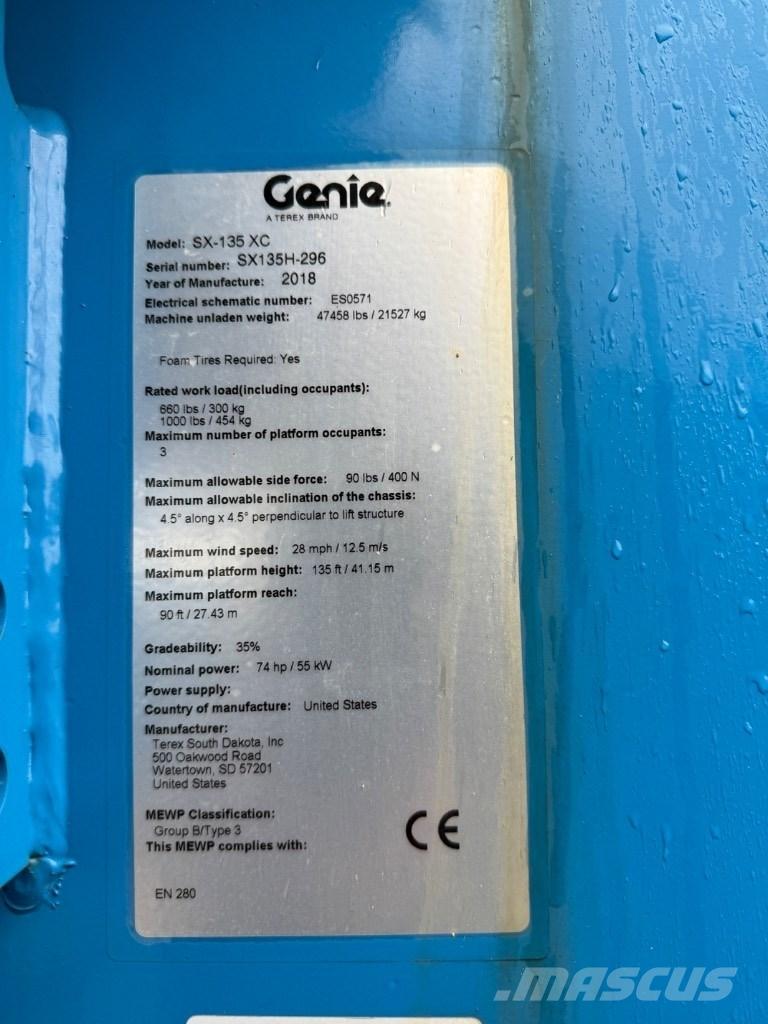 Genie.
A TEREX BRAND
Model: SX-135 XC
Serial number: SX135H-296
Year of Manufacture: 2018
Electrical schematic number: ES0571
Machine unladen weight: 47458 lbs / 21527 kg
Foam Tires Required: Yes
Rated work load(including occupants):
660 lbs / 300 kg
1000 lbs / 454 kg
Maximum number of platform occupants:
3
Maximum allowable side force: 90 lbs / 400 N
Maximum allowable inclination of the chassis:
4.5° along x 4.5° perpendicular to lift structure
Maximum wind speed: 28 mph / 12.5 m/s
Maximum platform height: 135 ft / 41.15 m
Maximum platform reach:
90 ft / 27.43 m
Gradeability: 35%
Nominal power: 74 hp / 55 kW
Power supply:
Country of manufacture: United States
Manufacturer:
Terex South Dakota, Inc
500 Oakwood Road
Watertown, SD 57201
United States
MEWP Classification:
Group B/Type 3
This MEWP complies with:
CE
EN 280
.MASCUS